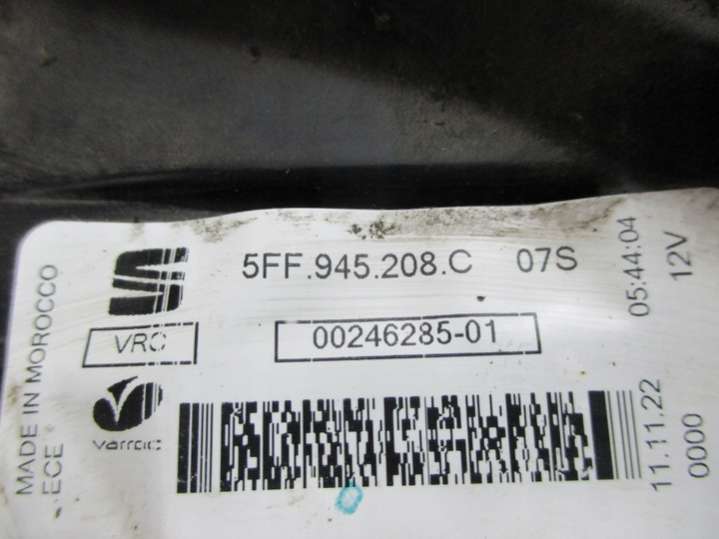 5FF.945.208.C 07S
VRC
00246285-01
varroc
MADE IN MOROCCO
ECE
05:44:04
12V
11.11.22
0000